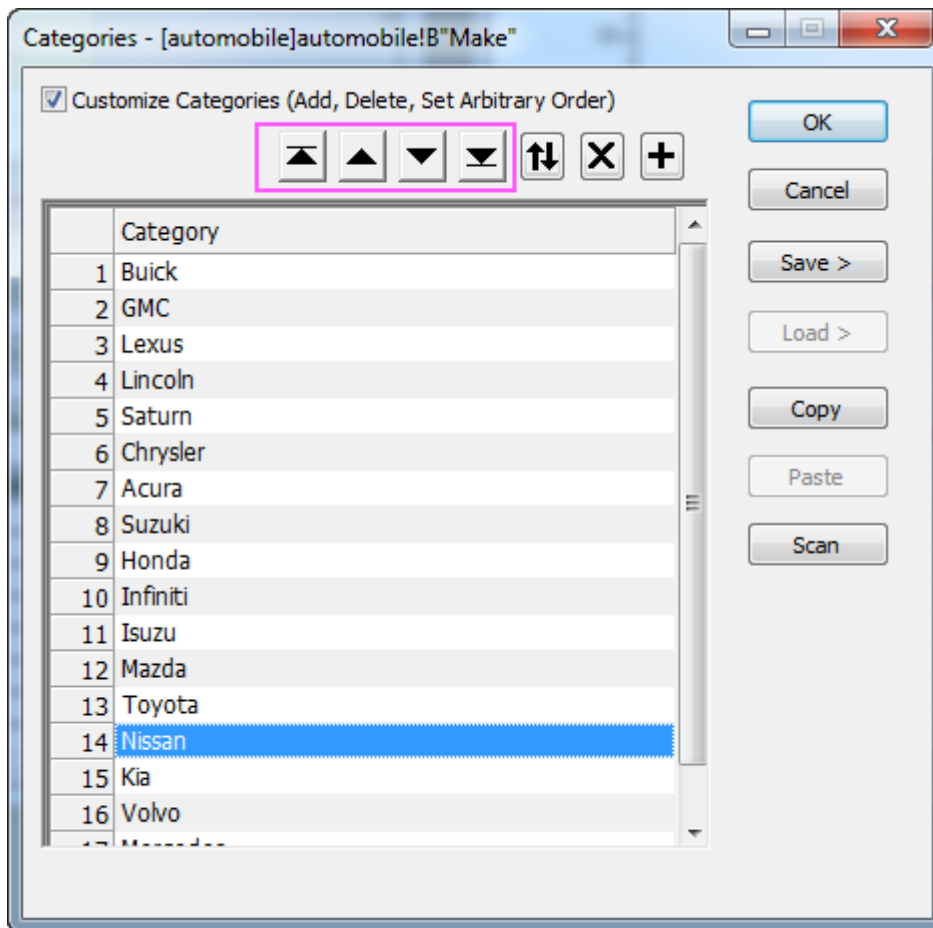 Categories - [automobile]automobile!B"Make"
Customize Categories (Add, Delete, Set Arbitrary Order)
OK
Cancel
Save >
Load >
Copy
Paste
Scan
Category
1 Buick
2 GMC
3 Lexus
4 Lincoln
5 Saturn
6 Chrysler
7 Acura
8 Suzuki
9 Honda
10 Infiniti
11 Isuzu
12 Mazda
13 Toyota
14 Nissan
15 Kia
16 Volvo